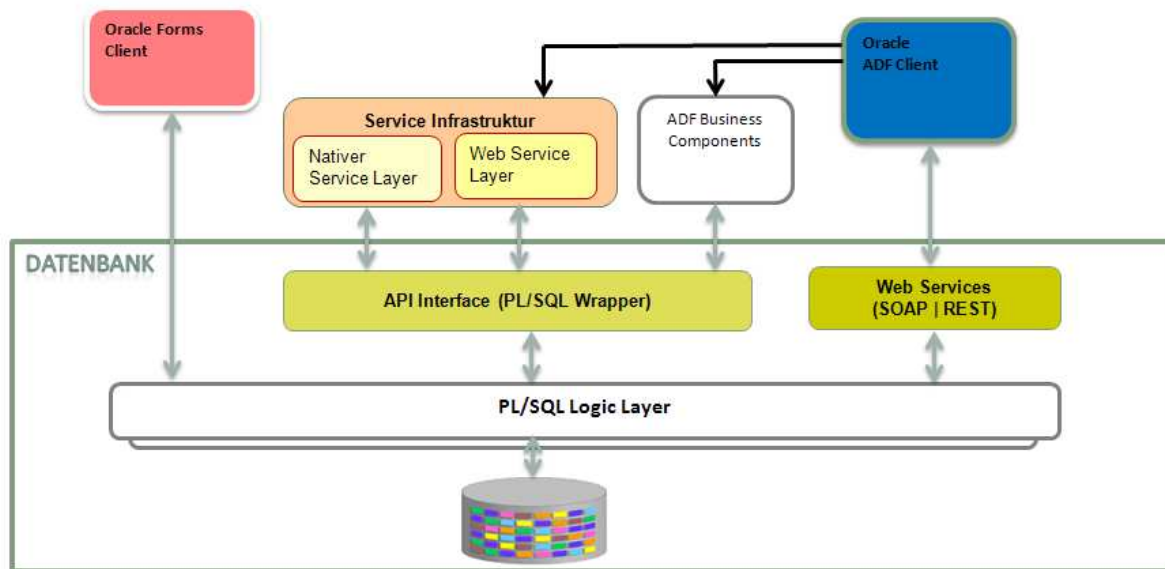 Oracle Forms
Client
Oracle
ADF Client
Service Infrastruktur
Nativer
Service Layer
Web Service
Layer
ADF Business
Components
DATENBANK
API Interface (PL/SQL Wrapper)
Web Services
(SOAP | REST)
PL/SQL Logic Layer